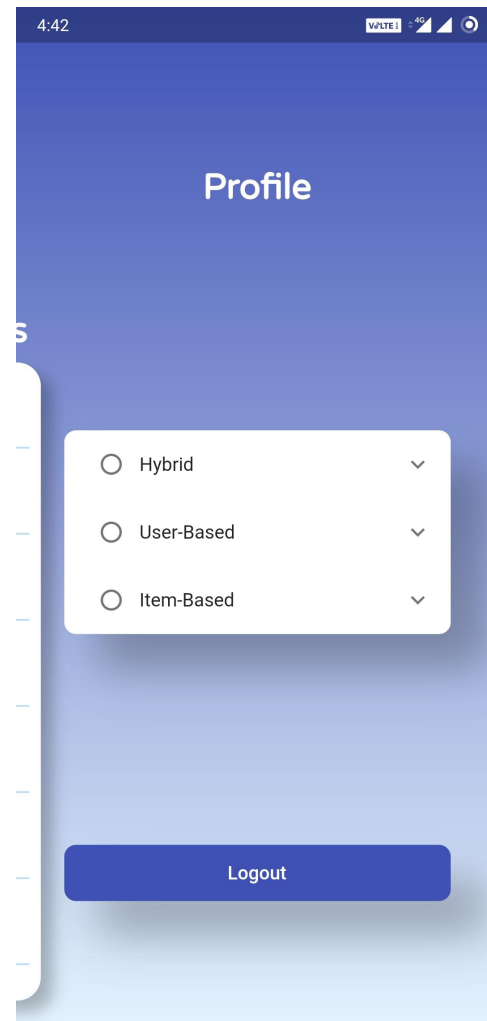 4:42
VoLTE
4G
Profile
s
Hybrid
User-Based
Item-Based
Logout